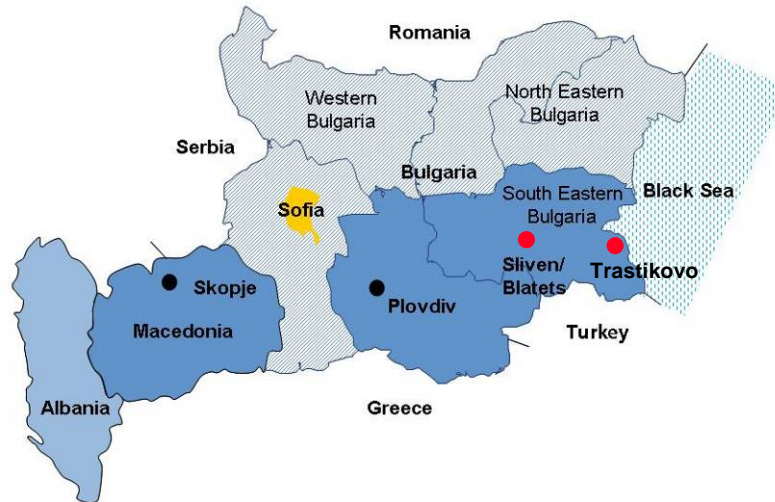 Romania
Western
Bulgaria
North Eastern
Bulgaria
Serbia
Bulgaria
South Eastern
Bulgaria
Black Sea
Sofia
Sliven/
Blatets
Trastikovo
Skopje
Plovdiv
Macedonia
Turkey
Albania
Greece